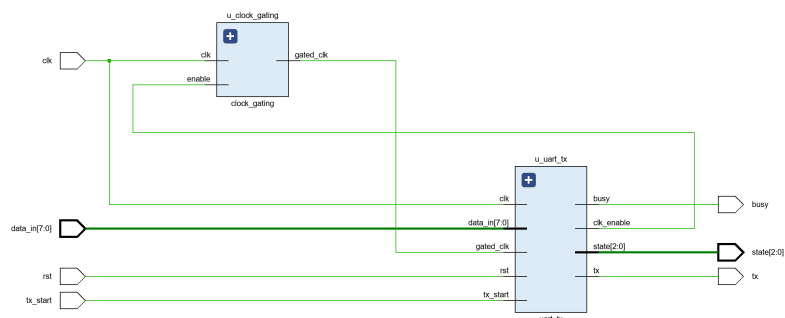 u_clock_gating
clk
clk
gated_clk
enable
clock_gating
u_uart_tx
clk
busy
busy
data_in[7:0]
data_in[7:0]
clk_enable
gated_clk
state[2:0]
state[2:0]
rst
rst
tx
tx
tx_start
tx_start
uart_tx